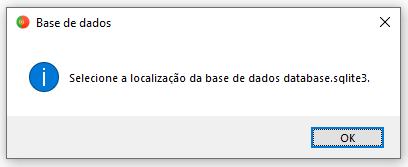 Base de dados
Selecione a localização da base de dados database.sqlite3.
OK